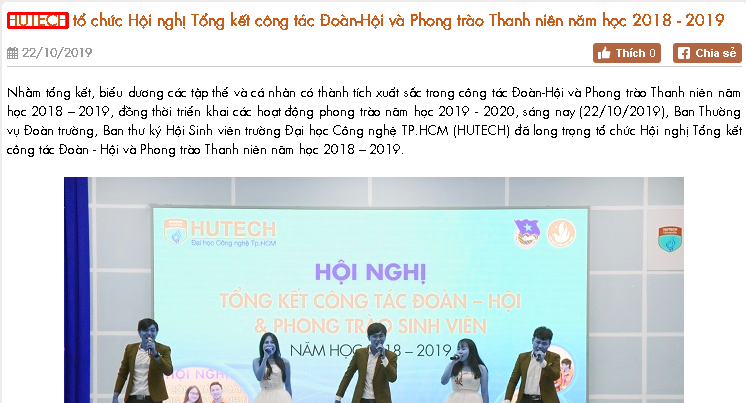 HUTECH tổ chức Hội nghị Tổng kết công tác Đoàn-Hội và Phong trào Thanh niên năm học 2018 - 2019
22/10/2019
Thích 0
Chia sẻ
Nhằm tổng kết, biểu dương các tập thể và cá nhân có thành tích xuất sắc trong công tác Đoàn-Hội và Phong trào Thanh niên năm
học 2018 – 2019, đồng thời triển khai các hoạt động phong trào năm học 2019 - 2020, sáng nay (22/10/2019), Ban Thường
vụ Đoàn trường, Ban thư ký Hội Sinh viên trường Đại học Công nghệ TP.HCM (HUTECH) đã long trọng tổ chức Hội nghị Tổng kết
công tác Đoàn - Hội và Phong trào Thanh niên năm học 2018 – 2019.
HUTECH
Đại học Công nghệ Tp.HCM
HUTECH
HỘI NGHỊ
TỔNG KẾT CÔNG TÁC ĐOÀN – HỘI
& PHONG TRÀO SINH VIÊN
NĂM HỌC 2018 – 2019
HỘI NGHỊ